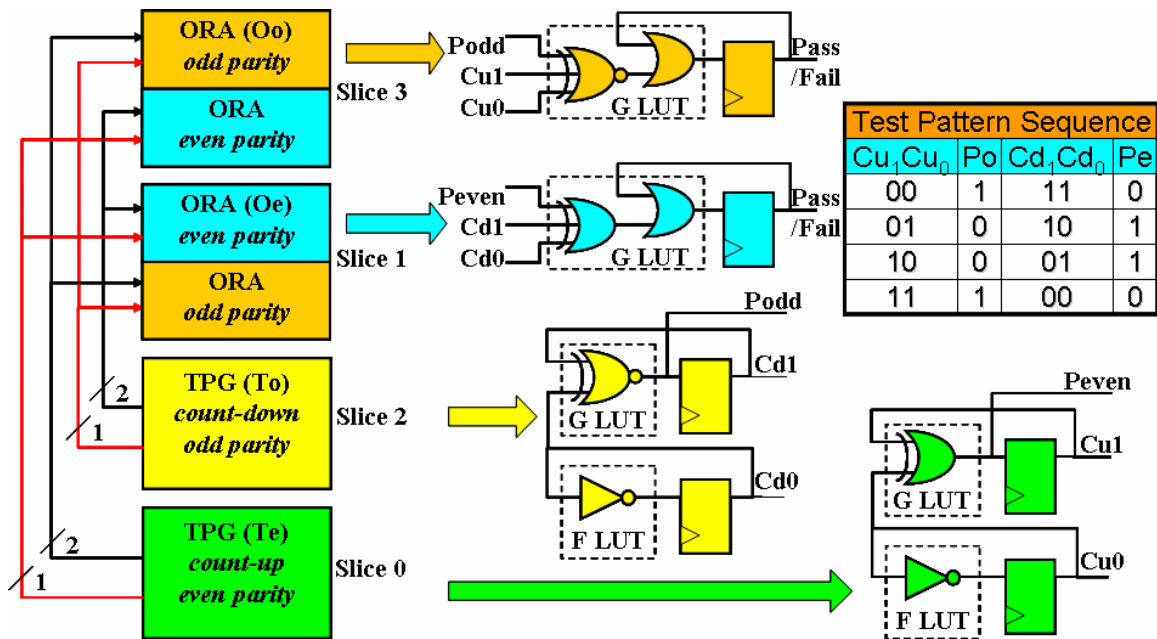 ORA (Oo)
odd parity
ORA
even parity
Slice 3
ORA (Oe)
even parity
ORA
odd parity
Slice 1
TPG (To)
count-down
odd parity
Slice 2
TPG (Te)
count-up
even parity
Slice 0
2
1
2
1
Podd
Cu1
Cu0
G LUT
Pass
/Fail
Peven
Cd1
Cd0
G LUT
Pass
/Fail
Podd
Cd1
G LUT
Cd0
F LUT
Peven
Cu1
G LUT
Cu0
F LUT
Test Pattern Sequence
Cu₁Cu₀ Po Cd₁Cd₀ Pe
00 1 11 0
01 0 10 1
10 0 01 1
11 1 00 0